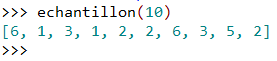 >>> echantillon(10)
[6, 1, 3, 1, 2, 2, 6, 3, 5, 2]
>>>